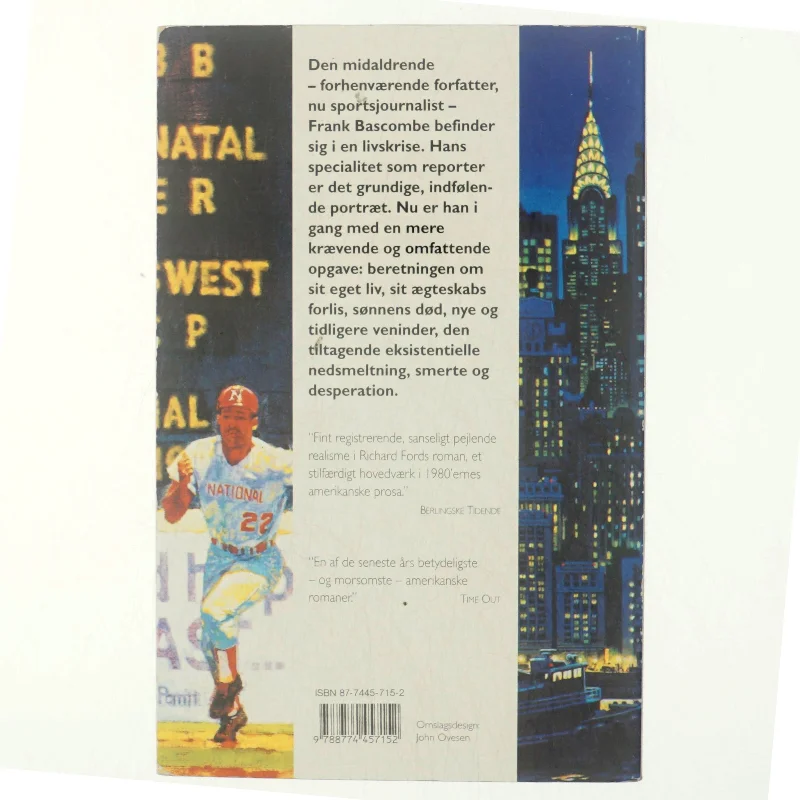 B B
NATAL
E R
WEST
P
IAL
NATIONAL
22
Den midaldrende
– forhenværende forfatter,
nu sportsjournalist –
Frank Bascombe befinder
sig i en livskrise. Hans
specialitet som reporter
er det grundige, indfølen-
de portræt. Nu er han i
gang med en mere
krævende og omfattende
opgave: beretningen om
sit eget liv, sit ægteskabs
forlis, sønnens død, nye og
tidligere veninder, den
tiltagende eksistentielle
nedsmeltning, smerte og
desperation.
"Fint registrerende, sanseligt pejlende
realisme i Richard Fords roman, et
stilfærdigt hovedværk i 1980'ernes
amerikanske prosa."
BERLINGSKE TIDENDE
"En af de seneste års betydeligste
– og morsomste – amerikanske
romaner." TIME OUT
ISBN 87-7445-715-2
9 788774 457152
Omslagsdesign:
John Ovesen